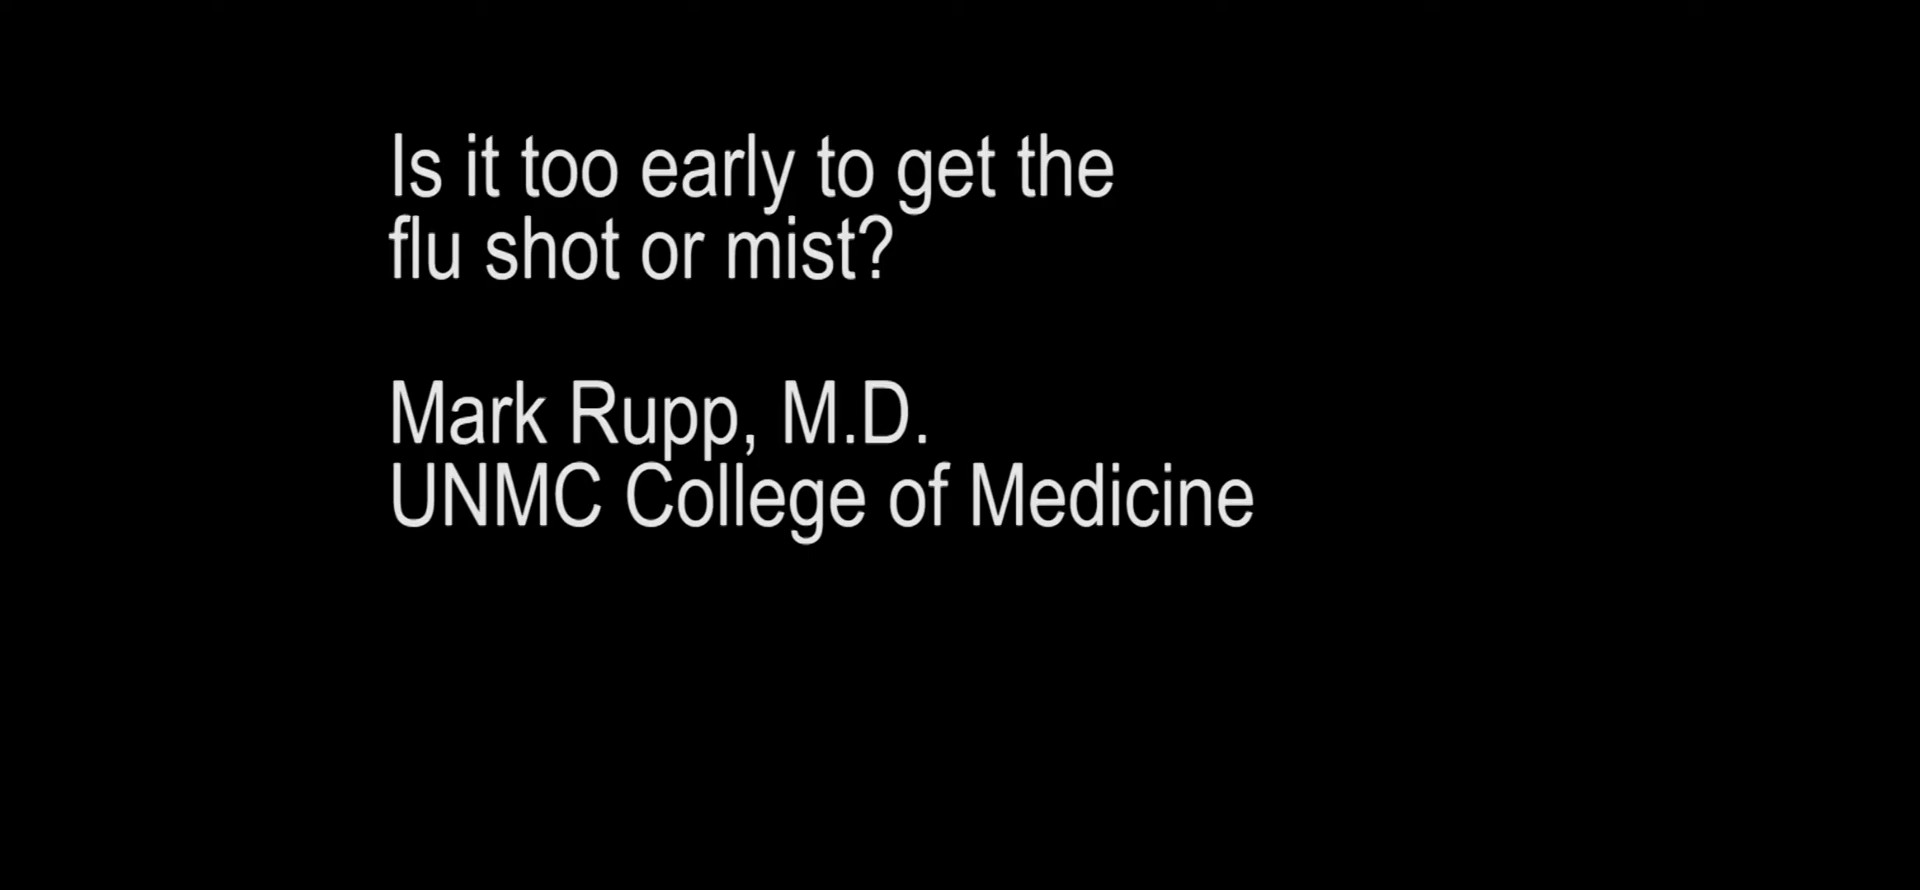 Is it too early to get the
flu shot or mist?
Mark Rupp, M.D.
UNMC College of Medicine